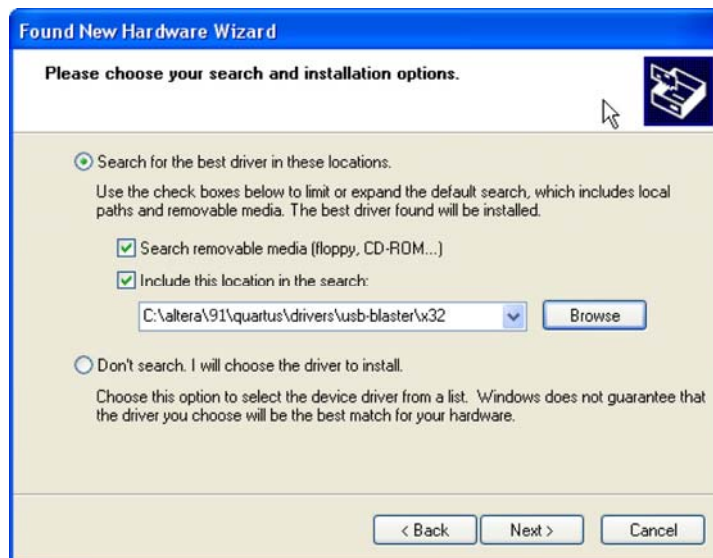 Found New Hardware Wizard
Please choose your search and installation options.
Search for the best driver in these locations.
Use the check boxes below to limit or expand the default search, which includes local
paths and removable media. The best driver found will be installed.
Search removable media (floppy, CD-ROM...)
Include this location in the search:
C:\altera\91\quartus\drivers\usb-blaster\x32
Browse
Don't search. I will choose the driver to install.
Choose this option to select the device driver from a list. Windows does not guarantee that
the driver you choose will be the best match for your hardware.
< Back Next > Cancel